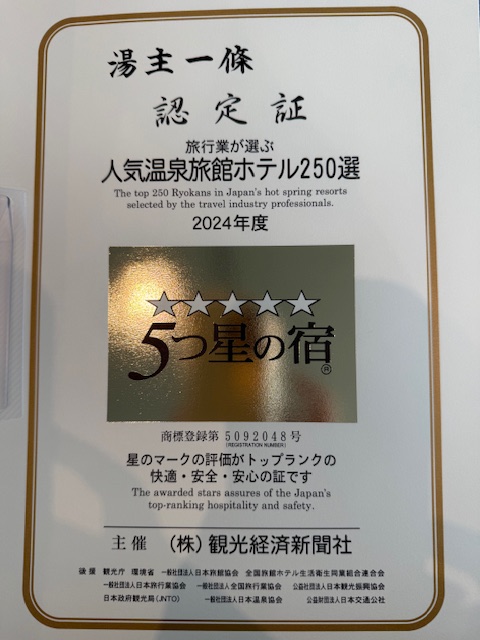 湯主一條
認定証
旅行業が選ぶ
人気温泉旅館ホテル250選
The top 250 Ryokans in Japan's hot spring resorts
selected by the travel industry professionals.
2024年度
★★★★★
5つ星の宿®
商標登録第5092048号
(REGISTRATION NUMBER)
星のマークの評価がトップランクの
快適・安全・安心の証です
The awarded stars assures of the Japan's
top-ranking hospitality and safety.
主催 (株)観光経済新聞社
後援 観光庁 環境省 一般社団法人日本旅館協会 全国旅館ホテル生活衛生同業組合連合会
一般社団法人日本旅行業協会 一般社団法人全国旅行業協会 公益社団法人日本観光振興協会
日本政府観光局(JNTO) 一般社団法人日本温泉協会 公益財団法人日本交通公社